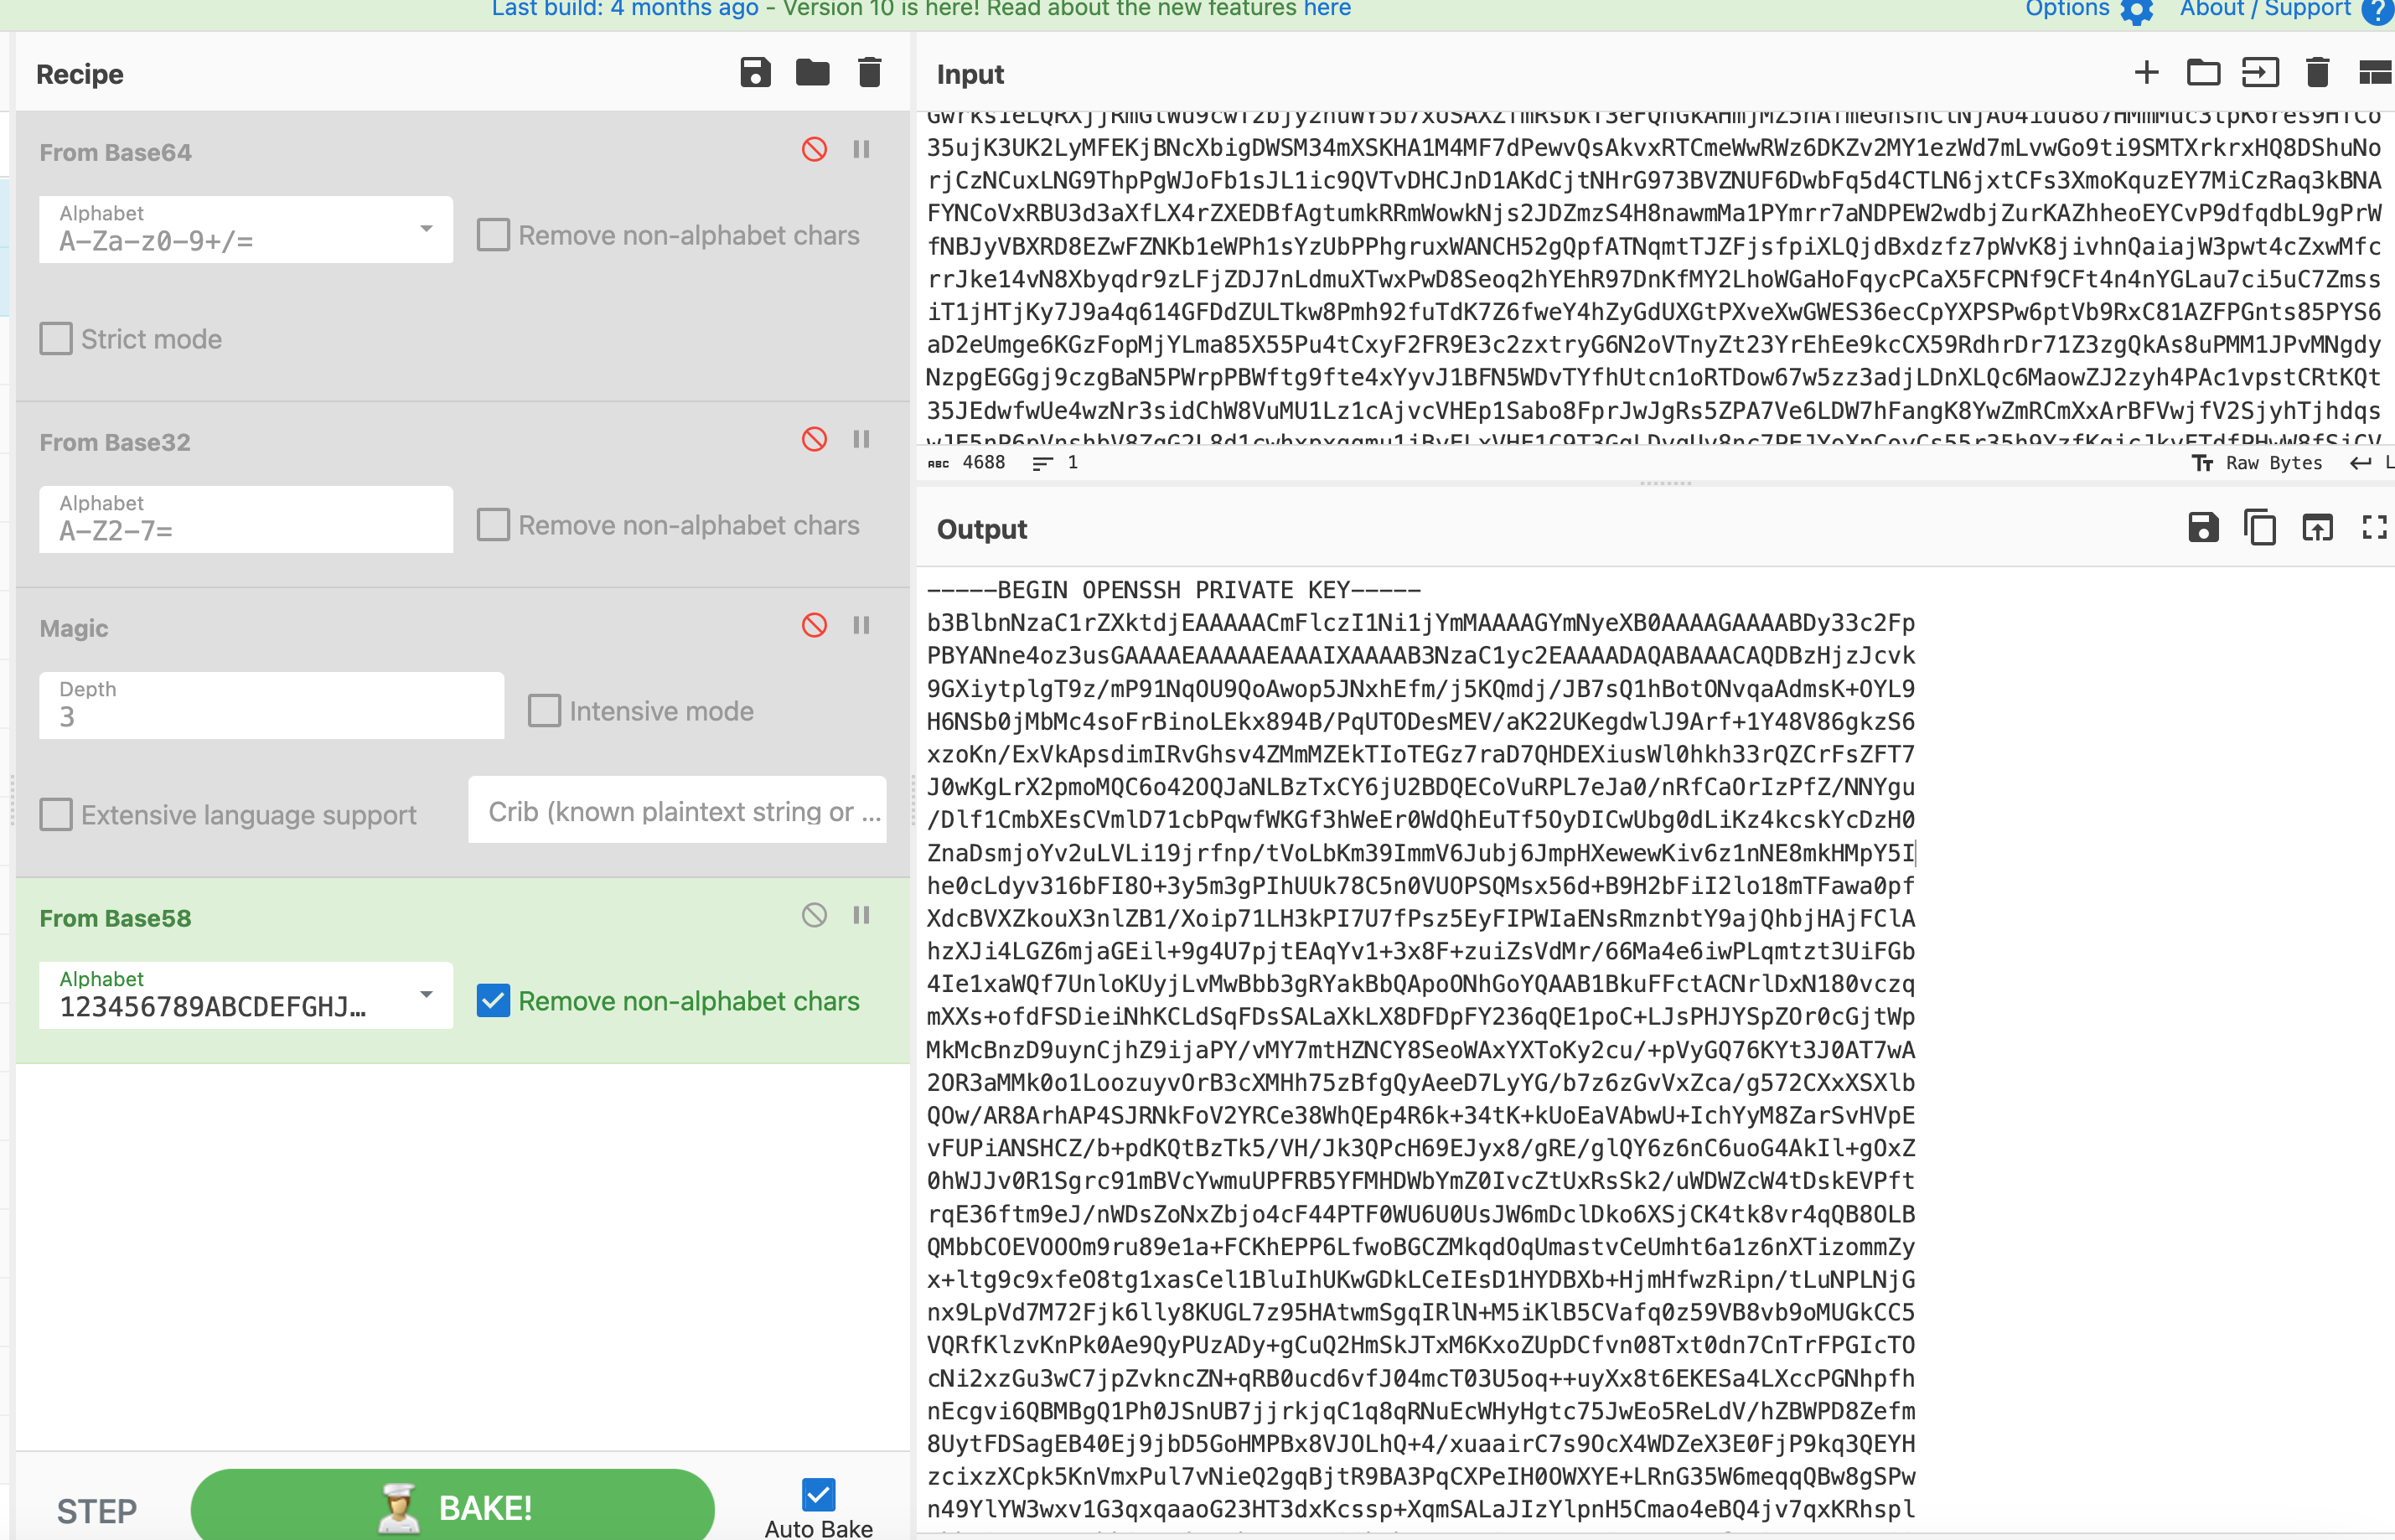 Last build: 4 months ago - Version 10 is here! Read about the new features here
Options
About / Support
Recipe
From Base64
Alphabet
A-Za-z0-9+/=
Remove non-alphabet chars
Strict mode
From Base32
Alphabet
A-Z2-7=
Remove non-alphabet chars
Magic
Depth
3
Intensive mode
Extensive language support
Crib (known plaintext string or ...
From Base58
Alphabet
123456789ABCDEFGHJ…
Remove non-alphabet chars
STEP
BAKE!
Auto Bake
Input
35ujK3UK2LyMFEKjBNcXbigDWSM34mXSKHA1M4MF7dPewvQsAkvxRTCmeWwRWz6DKZv2MY1ezWd7mLvwGo9ti9SMTXrkrxHQ8DShuNo
rjCzNCuxLNG9ThpPgWJoFb1sJL1ic9QVTvDHCJnD1AKdCjtNHrG973BVZNUF6DwbFq5d4CTLN6jxtCFs3XmoKquzEY7MiCzRaq3kBNA
FYNCoVxRBU3d3aXfLX4rZXEDBfAgtumkRRmWowkNjs2JDZmzS4H8nawmMa1PYmrr7aNDPEW2wdbjZurKAZhheoEYCvP9dfqdbL9gPrW
fNBJyVBXRD8EZwFZNKb1eWPh1sYzUbPPhgruxWANCH52gQpfATNqmtTJZFjsfpiXLQjdBxdzfz7pWvK8jivhnQaiajW3pwt4cZxwMfc
rrJke14vN8Xbyqdr9zLFjZDJ7nLdmuXTwxPwD8Seoq2hYEhR97DnKfMY2LhoWGaHoFqycPCaX5FCPNf9CFt4n4nYGLau7ci5uC7Zmss
iT1jHTjKy7J9a4q614GFDdZULTkw8Pmh92fuTdK7Z6fweY4hZyGdUXGtPXveXwGWES36ecCpYXPSPw6ptVb9RxC81AZFPGnts85PYS6
aD2eUmge6KGzFopMjYLma85X55Pu4tCxyF2FR9E3c2zxtryG6N2oVTnyZt23YrEhEe9kcCX59RdhrDr71Z3zgQkAs8uPMM1JPvMNgdy
NzpgEGGgj9czgBaN5PWrpPBWftg9fte4xYyvJ1BFN5WDvTYfhUtcn1oRTDow67w5zz3adjLDnXLQc6MaowZJ2zyh4PAc1vpstCRtKQt
35JEdwfwUe4wzNr3sidChW8VuMU1Lz1cAjvcVHEp1Sabo8FprJwJgRs5ZPA7Ve6LDW7hFangK8YwZmRCmXxArBFVwjfV2SjyhTjhdqs
4688
1
Raw Bytes
Output
-----BEGIN OPENSSH PRIVATE KEY-----
b3BlbnNzaC1rZXktdjEAAAAACmFlczI1Ni1jYmMAAAAGYmNyeXB0AAAAGAAAABDy33c2Fp
PBYANne4oz3usGAAAAEAAAAAEAAAIXAAAAB3NzaC1yc2EAAAADAQABAAACAQDBzHjzJcvk
9GXiytplgT9z/mP91NqOU9QoAwop5JNxhEfm/j5KQmdj/JB7sQ1hBotONvqaAdmsK+OYL9
H6NSb0jMbMc4soFrBinoLEkx894B/PqUTODesMEV/aK22UKegdwlJ9Arf+1Y48V86gkzS6
xzoKn/ExVkApsdimIRvGhsv4ZMmMZEkTIoTEGz7raD7QHDEXiusWl0hkh33rQZCrFsZFT7
J0wKgLrX2pmoMQC6o42OQJaNLBzTxCY6jU2BDQECoVuRPL7eJa0/nRfCaOrIzPfZ/NNYgu
/Dlf1CmbXEsCVmlD71cbPqwfWKGf3hWeEr0WdQhEuTf5OyDICwUbg0dLiKz4kcskYcDzH0
ZnaDsmjoYv2uLVLi19jrfnp/tVoLbKm39ImmV6Jubj6JmpHXewewKiv6z1nNE8mkHMpY5I
he0cLdyv316bFI8O+3y5m3gPIhUUk78C5n0VUOPSQMsx56d+B9H2bFiI2lo18mTFawa0pf
XdcBVXZkouX3nlZB1/Xoip71LH3kPI7U7fPsz5EyFIPWIaENsRmznbtY9ajQhbjHAjFClA
hzXJi4LGZ6mjaGEil+9g4U7pjtEAqYv1+3x8F+zuiZsVdMr/66Ma4e6iwPLqmtzt3UiFGb
4Ie1xaWQf7UnloKUyjLvMwBbb3gRYakBbQApoONhGoYQAAB1BkuFFctACNrlDxN180vczq
mXXs+ofdFSDieiNhKCLdSqFDsSALaXkLX8DFDpFY236qQE1poC+LJsPHJYSpZOr0cGjtWp
MkMcBnzD9uynCjhZ9ijaPY/vMY7mtHZNCY8SeoWAxYXToKy2cu/+pVyGQ76KYt3J0AT7wA
2OR3aMMk0o1LoozuyvOrB3cXMHh75zBfgQyAeeD7LyYG/b7z6zGvVxZca/g572CXxXSXlb
QOw/AR8ArhAP4SJRNkFoV2YRCe38WhQEp4R6k+34tK+kUoEaVAbwU+IchYyM8ZarSvHVpE
vFUPiANSHCZ/b+pdKQtBzTk5/VH/Jk3QPcH69EJyx8/gRE/glQY6z6nC6uoG4AkIl+gOxZ
0hWJJv0R1Sgrc91mBVcYwmuUPFRB5YFMHDWbYmZ0IvcZtUxRsSk2/uWDWZcW4tDskEVPft
rqE36ftm9eJ/nWDsZoNxZbjo4cF44PTF0WU6U0UsJW6mDclDko6XSjCK4tk8vr4qQB8OLB
QMbbCOEVOOOm9ru89e1a+FCKhEPP6LfwoBGCZMkqdOqUmastvCeUmht6a1z6nXTizommZy
x+ltg9c9xfeO8tg1xasCel1BluIhUKwGDkLCeIEsD1HYDBXb+HjmHfwzRipn/tLuNPLNjG
nx9LpVd7M72Fjk6lly8KUGL7z95HAtwmSgqIRlN+M5iKlB5CVafq0z59VB8vb9oMUGkCC5
VQRfKlzvKnPk0Ae9QyPUzADy+gCuQ2HmSkJTxM6KxoZUpDCfvn08Txt0dn7CnTrFPGIcTO
cNi2xzGu3wC7jpZvkncZN+qRB0ucd6vfJ04mcT03U5oq++uyXx8t6EKESa4LXccPGNhpfh
nEcgvi6QBMBgQ1Ph0JSnUB7jjrkjqC1q8qRNuEcWHyHgtc75JwEo5ReLdV/hZBWPD8Zefm
8UytFDSagEB40Ej9jbD5GoHMPBx8VJOLhQ+4/xuaairC7s9OcX4WDZeX3E0FjP9kq3QEYH
zcixzXCpk5KnVmxPul7vNieQ2gqBjtR9BA3PqCXPeIH0OWXYE+LRnG35W6meqqQBw8gSPw
n49YlYW3wxv1G3qxqaaoG23HT3dxKcssp+XqmSALaJIzYlpnH5Cmao4eBQ4jv7qxKRhspl